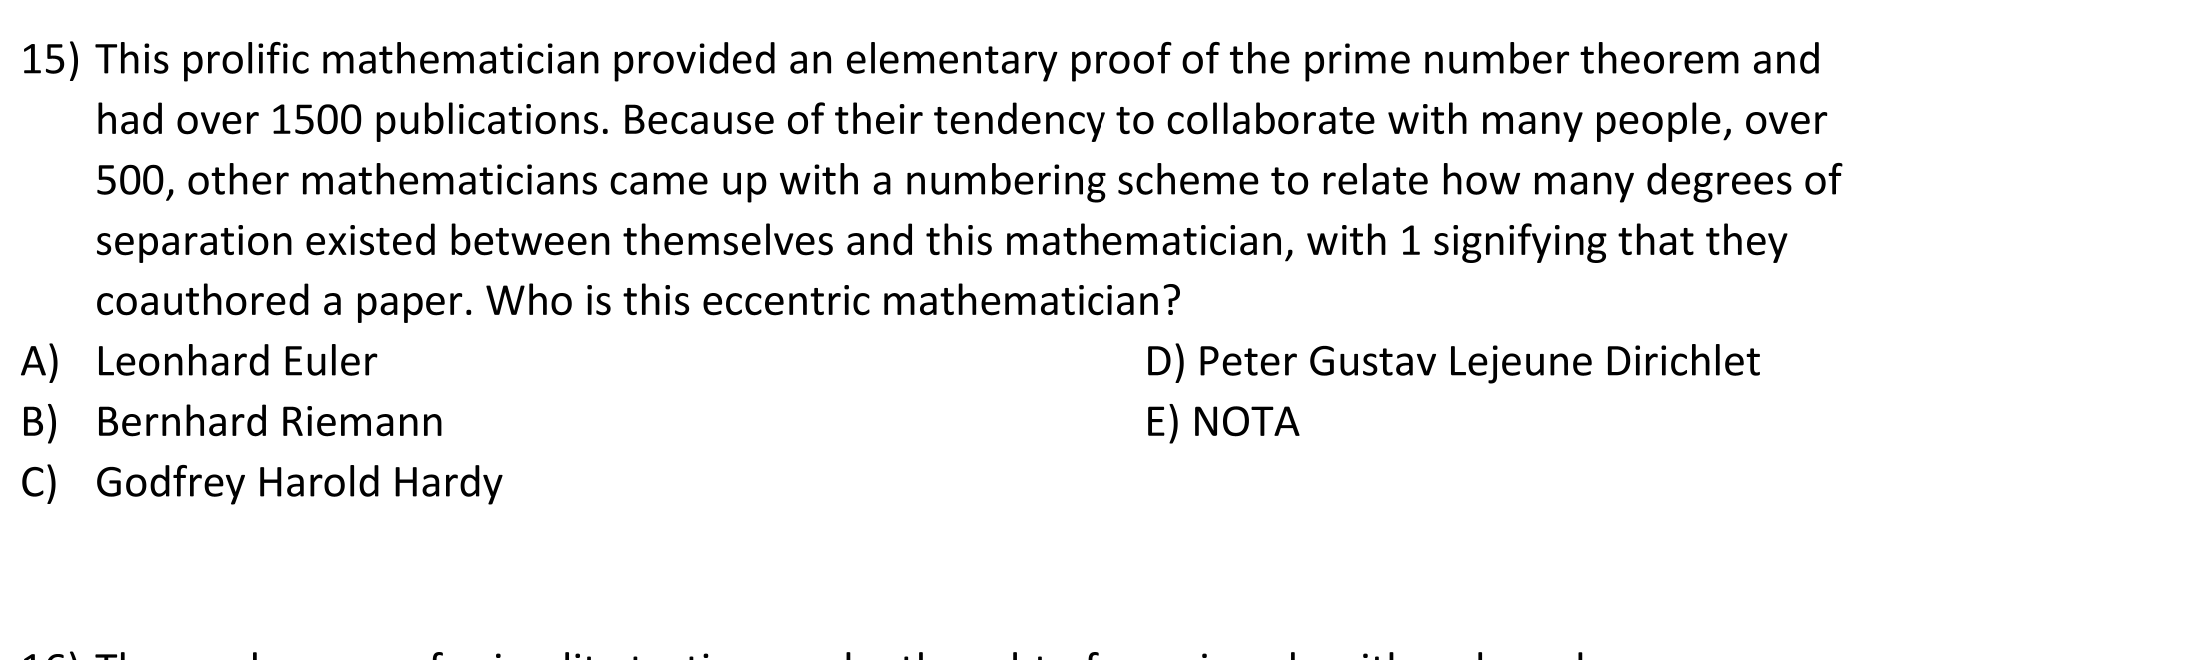 15) This prolific mathematician provided an elementary proof of the prime number theorem and
had over 1500 publications. Because of their tendency to collaborate with many people, over
500, other mathematicians came up with a numbering scheme to relate how many degrees of
separation existed between themselves and this mathematician, with 1 signifying that they
coauthored a paper. Who is this eccentric mathematician?
A) Leonhard Euler
B) Bernhard Riemann
C) Godfrey Harold Hardy
D) Peter Gustav Lejeune Dirichlet
E) NOTA